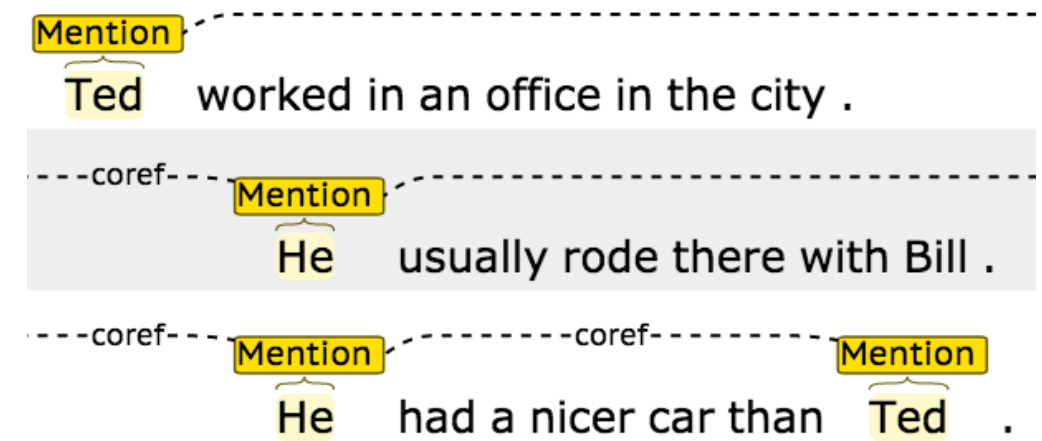 Mention
Ted worked in an office in the city .
coref Mention
He usually rode there with Bill .
coref Mention coref Mention
He had a nicer car than Ted .